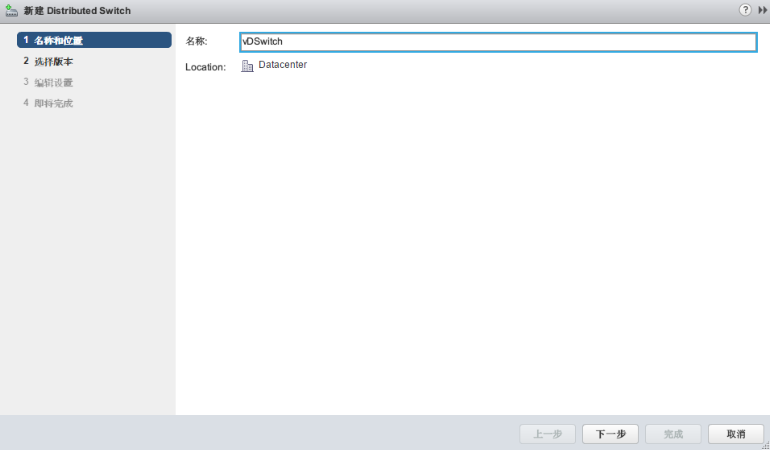 新建 Distributed Switch
1 名称和位置
2 选择版本
3 编辑设置
4 即将完成
名称: vDSwitch
Location: Datacenter
上一步 下一步 完成 取消